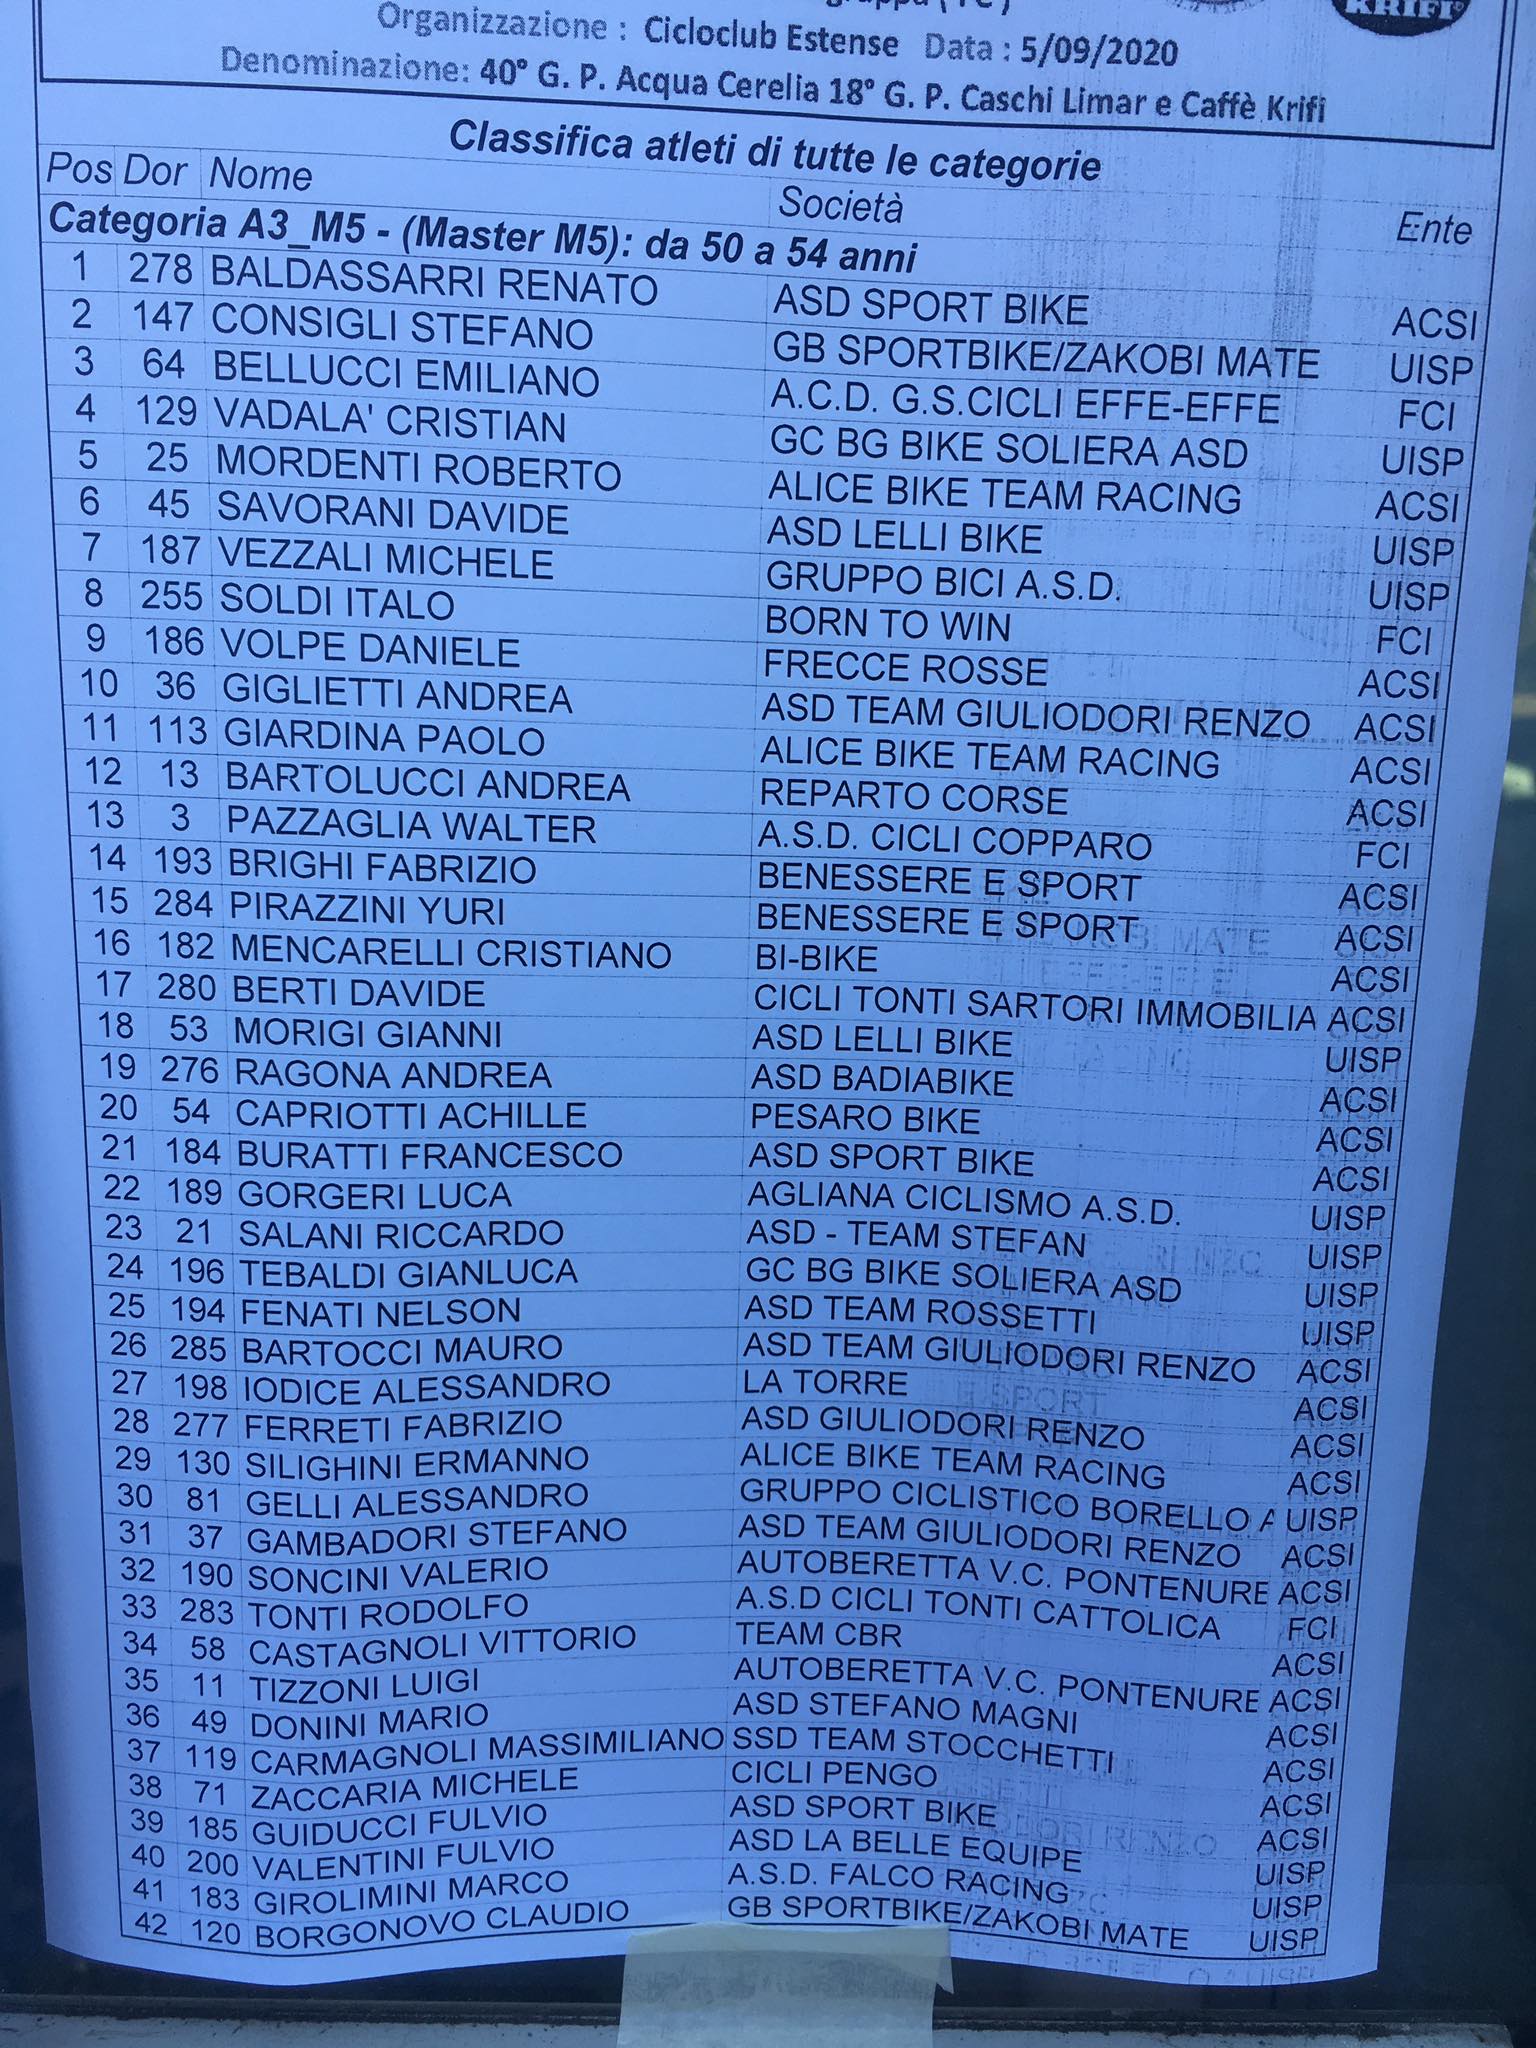 KRIFI®
Organizzazione : Cicloclub Estense Data : 5/09/2020
Denominazione: 40° G. P. Acqua Cerelia 18° G. P. Caschi Limar e Caffè Krifi
Classifica atleti di tutte le categorie
Pos Dor Nome Società Ente
Categoria A3_M5 - (Master M5): da 50 a 54 anni
1 278 BALDASSARRI RENATO ASD SPORT BIKE ACSI
2 147 CONSIGLI STEFANO GB SPORTBIKE/ZAKOBI MATE UISP
3 64 BELLUCCI EMILIANO A.C.D. G.S.CICLI EFFE-EFFE FCI
4 129 VADALA' CRISTIAN GC BG BIKE SOLIERA ASD UISP
5 25 MORDENTI ROBERTO ALICE BIKE TEAM RACING ACSI
6 45 SAVORANI DAVIDE ASD LELLI BIKE UISP
7 187 VEZZALI MICHELE GRUPPO BICI A.S.D. UISP
8 255 SOLDI ITALO BORN TO WIN FCI
9 186 VOLPE DANIELE FRECCE ROSSE ACSI
10 36 GIGLIETTI ANDREA ASD TEAM GIULIODORI RENZO ACSI
11 113 GIARDINA PAOLO ALICE BIKE TEAM RACING ACSI
12 13 BARTOLUCCI ANDREA REPARTO CORSE ACSI
13 3 PAZZAGLIA WALTER A.S.D. CICLI COPPARO FCI
14 193 BRIGHI FABRIZIO BENESSERE E SPORT ACSI
15 284 PIRAZZINI YURI BENESSERE E SPORT ACSI
16 182 MENCARELLI CRISTIANO BI-BIKE ACSI
17 280 BERTI DAVIDE CICLI TONTI SARTORI IMMOBILIA ACSI
18 53 MORIGI GIANNI ASD LELLI BIKE UISP
19 276 RAGONA ANDREA ASD BADIABIKE ACSI
20 54 CAPRIOTTI ACHILLE PESARO BIKE ACSI
21 184 BURATTI FRANCESCO ASD SPORT BIKE ACSI
22 189 GORGERI LUCA AGLIANA CICLISMO A.S.D. UISP
23 21 SALANI RICCARDO ASD - TEAM STEFAN UISP
24 196 TEBALDI GIANLUCA GC BG BIKE SOLIERA ASD UISP
25 194 FENATI NELSON ASD TEAM ROSSETTI UISP
26 285 BARTOCCI MAURO ASD TEAM GIULIODORI RENZO ACSI
27 198 IODICE ALESSANDRO LA TORRE ACSI
28 277 FERRETI FABRIZIO ASD GIULIODORI RENZO ACSI
29 130 SILIGHINI ERMANNO ALICE BIKE TEAM RACING ACSI
30 81 GELLI ALESSANDRO GRUPPO CICLISTICO BORELLO A UISP
31 37 GAMBADORI STEFANO ASD TEAM GIULIODORI RENZO ACSI
32 190 SONCINI VALERIO AUTOBERETTA V.C. PONTENURE ACSI
33 283 TONTI RODOLFO A.S.D CICLI TONTI CATTOLICA FCI
34 58 CASTAGNOLI VITTORIO TEAM CBR ACSI
35 11 TIZZONI LUIGI AUTOBERETTA V.C. PONTENURE ACSI
36 49 DONINI MARIO ASD STEFANO MAGNI ACSI
37 119 CARMAGNOLI MASSIMILIANO SSD TEAM STOCCHETTI ACSI
38 71 ZACCARIA MICHELE CICLI PENGO ACSI
39 185 GUIDUCCI FULVIO ASD SPORT BIKE ACSI
40 200 VALENTINI FULVIO ASD LA BELLE EQUIPE UISP
41 183 GIROLIMINI MARCO A.S.D. FALCO RACING UISP
42 120 BORGONOVO CLAUDIO GB SPORTBIKE/ZAKOBI MATE UISP